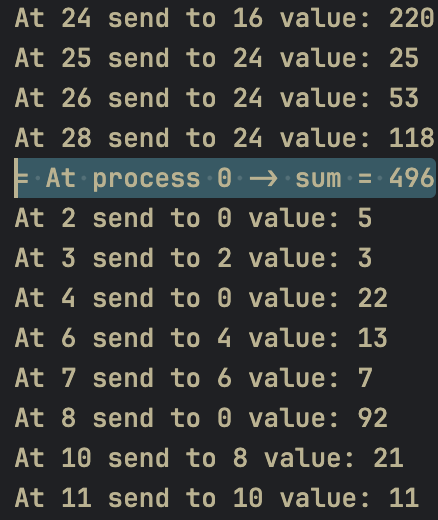 At 24 send to 16 value: 220
At 25 send to 24 value: 25
At 26 send to 24 value: 53
At 28 send to 24 value: 118
= At process 0 -> sum = 496
At 2 send to 0 value: 5
At 3 send to 2 value: 3
At 4 send to 0 value: 22
At 6 send to 4 value: 13
At 7 send to 6 value: 7
At 8 send to 0 value: 92
At 10 send to 8 value: 21
At 11 send to 10 value: 11